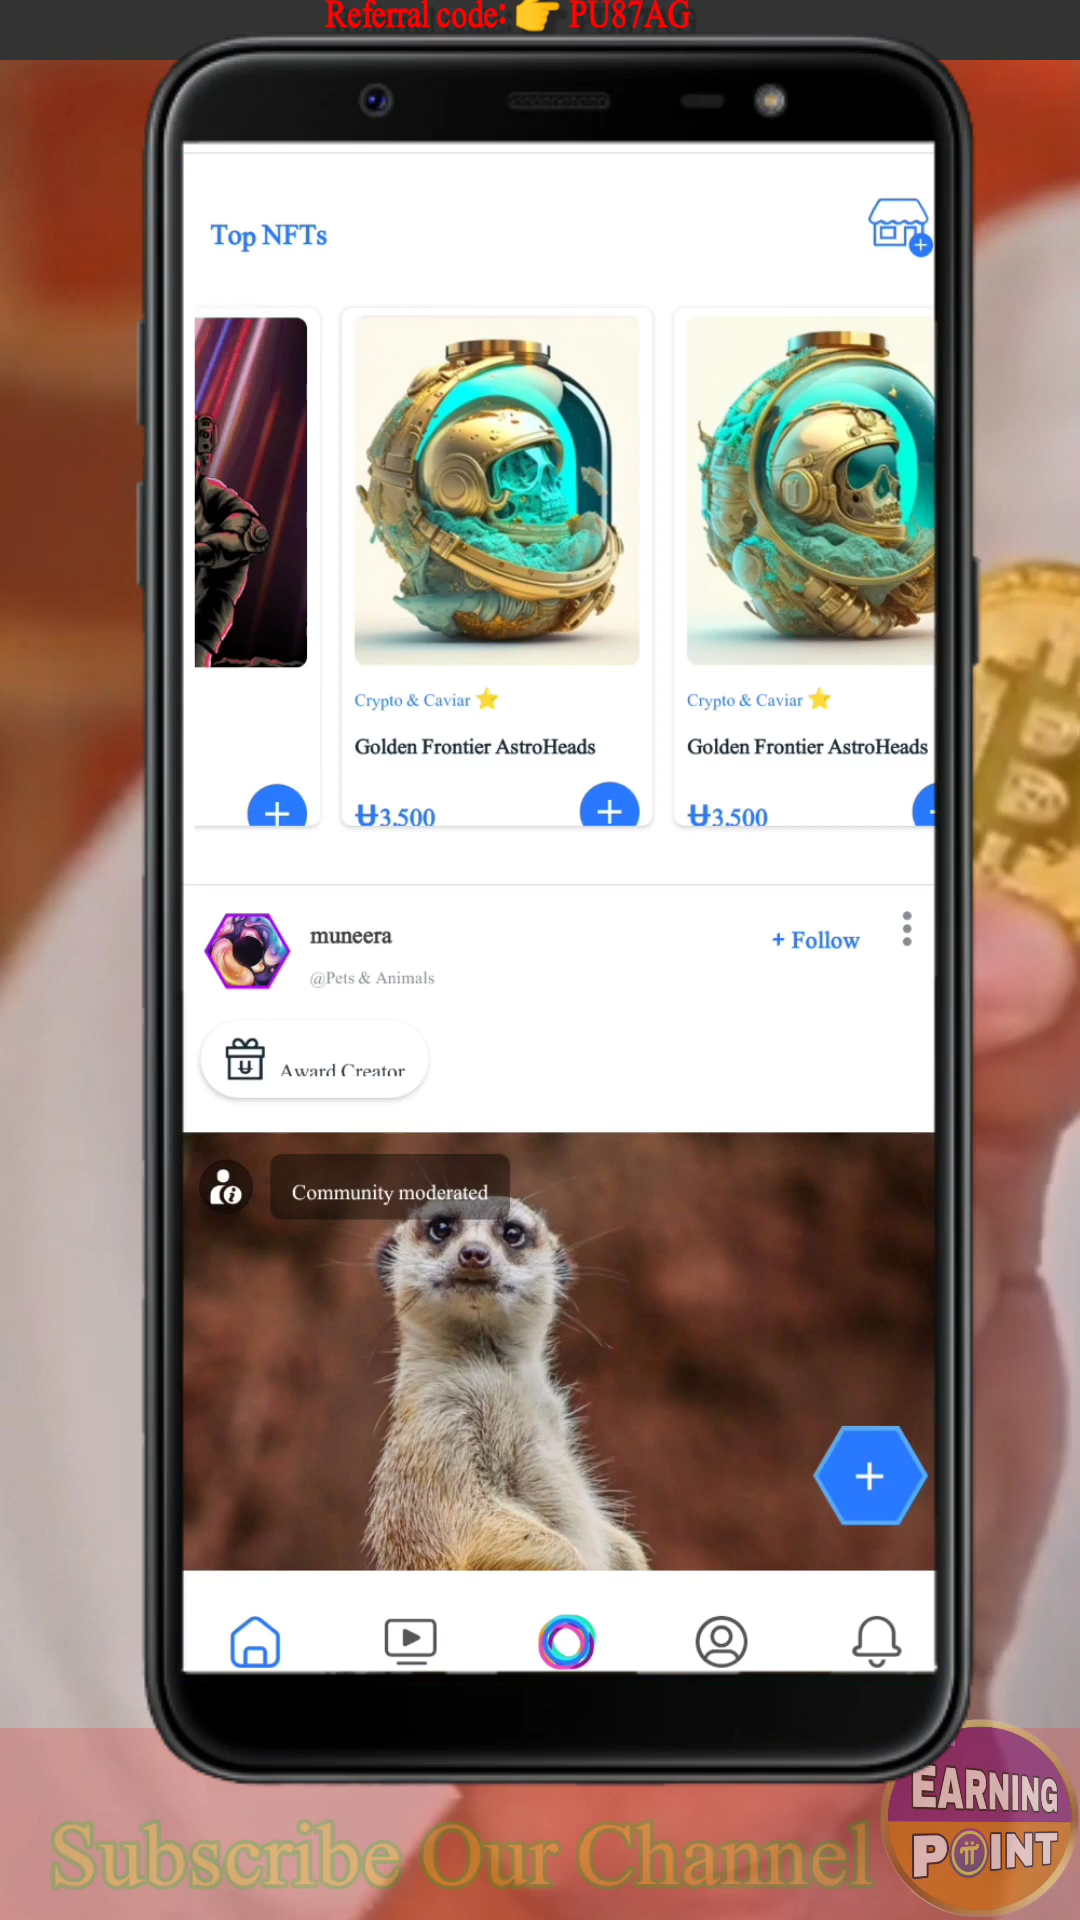 Referral code: 👉 PU87AG
Top NFTs
Crypto & Caviar ⭐
Golden Frontier AstroHeads
Ʉ3,500
Crypto & Caviar ⭐
Golden Frontier AstroHeads
Ʉ3,500
muneera
+ Follow
@Pets & Animals
Award Creator
Community moderated
EARNING
POINT
Subscribe Our Channel